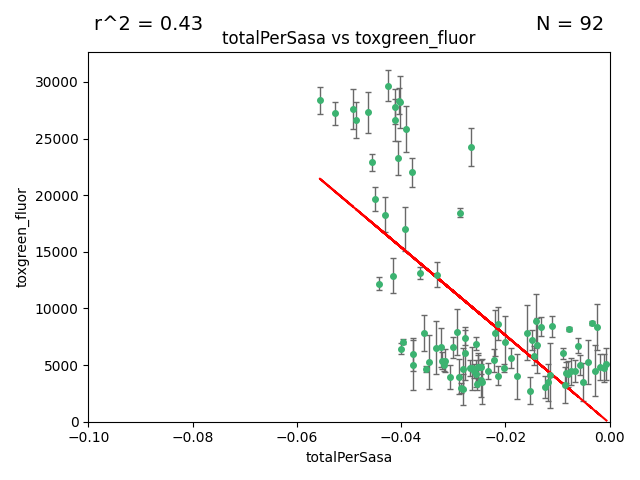 r^2 = 0.43
N = 92
totalPerSasa vs toxgreen_fluor
toxgreen_fluor
30000
25000
20000
15000
10000
5000
0
−0.10
−0.08
−0.06
−0.04
−0.02
0.00
totalPerSasa